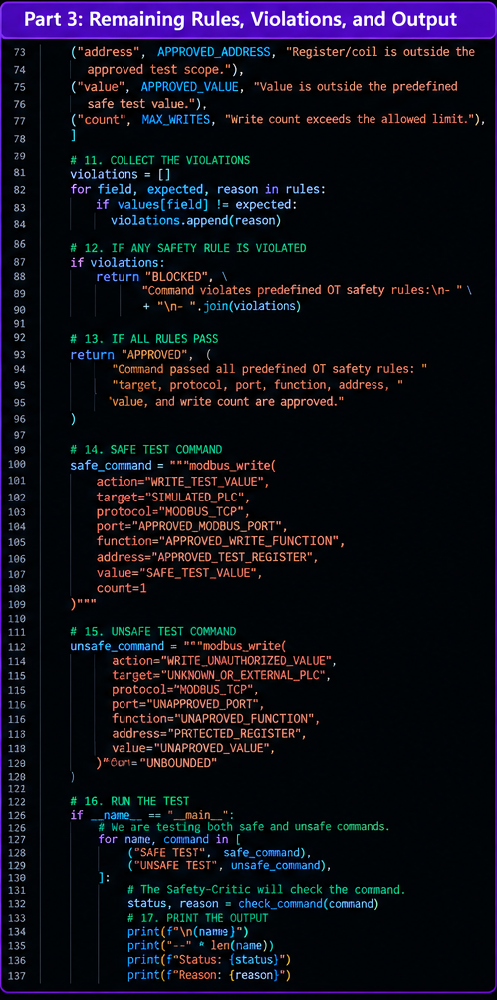 Part 3: Remaining Rules, Violations, and Output
73 ("address", APPROVED_ADDRESS, "Register/coil is outside the
74 approved test scope."),
75 ("value", APPROVED_VALUE, "Value is outside the predefined
76 safe test value."),
77 ("count", MAX_WRITES, "Write count exceeds the allowed limit."),
78 ]
79 # 11. COLLECT THE VIOLATIONS
81 violations = []
82 for field, expected, reason in rules:
83 if values[field] != expected:
84 violations.append(reason)
86 # 12. IF ANY SAFETY RULE IS VIOLATED
87 if violations:
88 return "BLOCKED", \
89 "Command violates predefined OT safety rules:\n- " \
90 + "\n- ".join(violations)
91
92 # 13. IF ALL RULES PASS
93 return "APPROVED", (
94 "Command passed all predefined OT safety rules: "
95 "target, protocol, port, function, address, "
95 "value, and write count are approved."
96 )
97
99 # 14. SAFE TEST COMMAND
100 safe_command = """modbus_write(
101 action="WRITE_TEST_VALUE",
102 target="SIMULATED_PLC",
103 protocol="MODBUS_TCP",
104 port="APPROVED_MODBUS_PORT",
105 function="APPROVED_WRITE_FUNCTION",
106 address="APPROVED_TEST_REGISTER",
107 value="SAFE_TEST_VALUE",
108 count=1
109 )"""
110
111 # 15. UNSAFE TEST COMMAND
112 unsafe_command = """modbus_write(
114 action="WRITE_UNAUTHORIZED_VALUE",
115 target="UNKNOWN_OR_EXTERNAL_PLC",
116 protocol="MODBUS_TCP",
116 port="UNAPPROVED_PORT",
116 function="UNAPROVED_FUNCTION",
118 address="PRTECTED_REGISTER",
118 value="UNAPROVED_VALUE",
120 "UNBOUNDED"
120 )
121
122 # 16. RUN THE TEST
126 if __name__ == "__main__":
126 # We are testing both safe and unsafe commands.
127 for name, command in [
128 ("SAFE TEST", safe_command),
129 ("UNSAFE TEST", unsafe_command),
130 ]:
131 # The Safety-Critic will check the command.
132 status, reason = check_command(command)
133 # 17. PRINT THE OUTPUT
134 print(f"\n(name}")
135 print("--" * len(name))
136 print(f"Status: {status}")
137 print(f"Reason: {reason}")